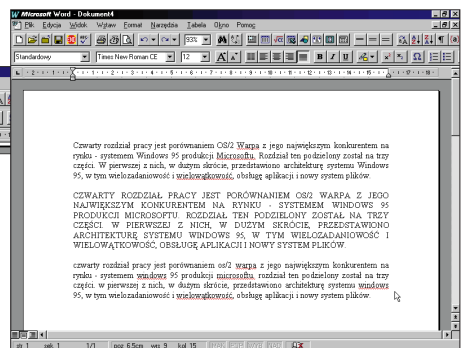 Microsoft Word - Dokument4
Plik Edycja Widok Wstaw Format Narzędzia Tabela Okno Pomoc
93%
Standardowy Times New Roman CE 12 B I U
Czwarty rozdział pracy jest porównaniem OS/2 Warpa z jego największym konkurentem na
rynku - systemem Windows 95 produkcji Microsoftu. Rozdział ten podzielony został na trzy
części. W pierwszej z nich, w dużym skrócie, przedstawiono architekturę systemu Windows
95, w tym wielozadaniowość i wielowątkowość, obsługę aplikacji i nowy system plików.
CZWARTY ROZDZIAŁ PRACY JEST PORÓWNANIEM OS/2 WARPA Z JEGO
NAJWIĘKSZYM KONKURENTEM NA RYNKU - SYSTEMEM WINDOWS 95
PRODUKCJI MICROSOFTU. ROZDZIAŁ TEN PODZIELONY ZOSTAŁ NA TRZY
CZĘŚCI. W PIERWSZEJ Z NICH, W DUŻYM SKRÓCIE, PRZEDSTAWIONO
ARCHITEKTURĘ SYSTEMU WINDOWS 95, W TYM WIELOZADANIOWOŚĆ I
WIELOWĄTKOWOŚĆ, OBSŁUGĘ APLIKACJI I NOWY SYSTEM PLIKÓW.
czwarty rozdział pracy jest porównaniem os/2 warpa z jego największym konkurentem na
rynku - systemem windows 95 produkcji microsoftu. rozdział ten podzielony został na trzy
części. w pierwszej z nich, w dużym skrócie, przedstawiono architekturę systemu windows
95, w tym wielozadaniowość i wielowątkowość, obsługę aplikacji i nowy system plików.
str 1 sek 1 1/1 poz 6.5cm wrs 9 kol 15